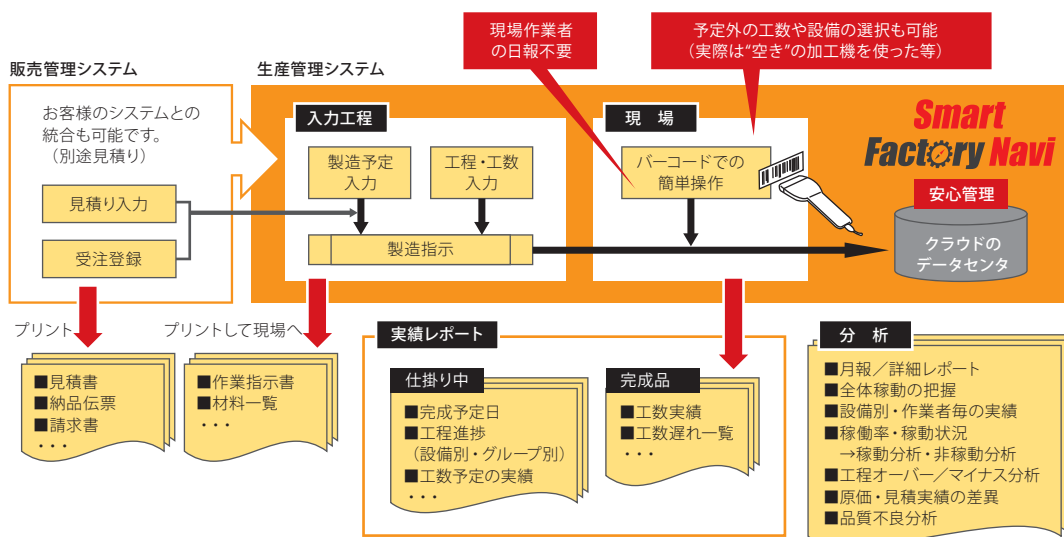 現場作業者
の日報不要
予定外の工数や設備の選択も可能
（実際は“空き”の加工機を使った等）
販売管理システム
生産管理システム
お客様のシステムとの
統合も可能です。
（別途見積り）
見積り入力
受注登録
入力工程
製造予定
入力
工程・工数
入力
製造指示
現 場
バーコードでの
簡単操作
Smart
Factory Navi
安心管理
クラウドの
データセンタ
プリント
プリントして現場へ
■見積書
■納品伝票
■請求書
・・・
■作業指示書
■材料一覧
・・・
実績レポート
仕掛り中
■完成予定日
■工程進捗
（設備別・グループ別）
■工数予定の実績
・・・
完成品
■工数実績
■工数遅れ一覧
・・・
分 析
■月報／詳細レポート
■全体稼動の把握
■設備別・作業者毎の実績
■稼働率・稼動状況
→稼動分析・非稼動分析
■工程オーバー／マイナス分析
■原価・見積実績の差異
■品質不良分析